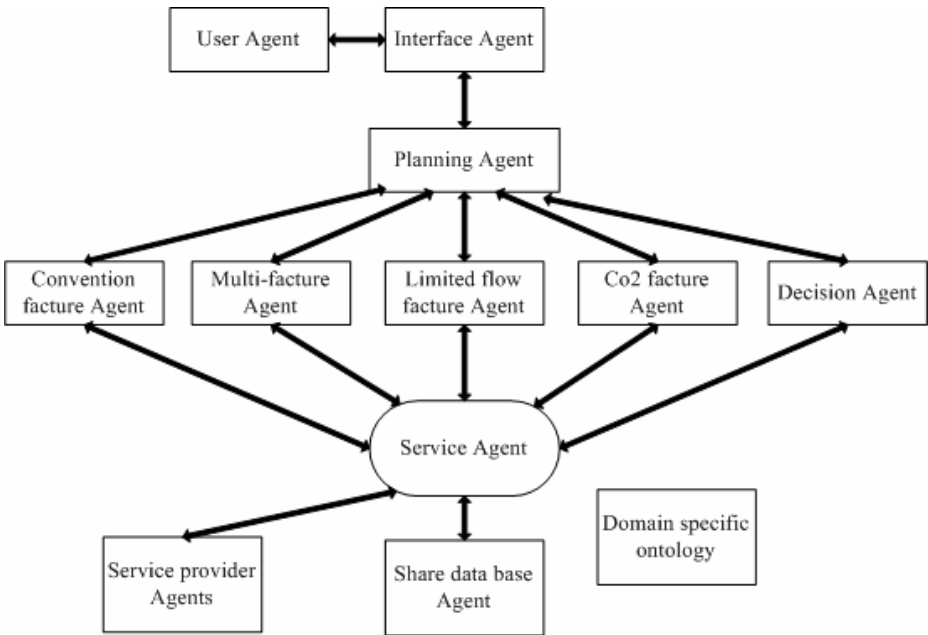 User Agent
Interface Agent
Planning Agent
Convention
facture Agent
Multi-facture
Agent
Limited flow
facture Agent
Co2 facture
Agent
Decision Agent
Service Agent
Service provider
Agents
Share data base
Agent
Domain specific
ontology